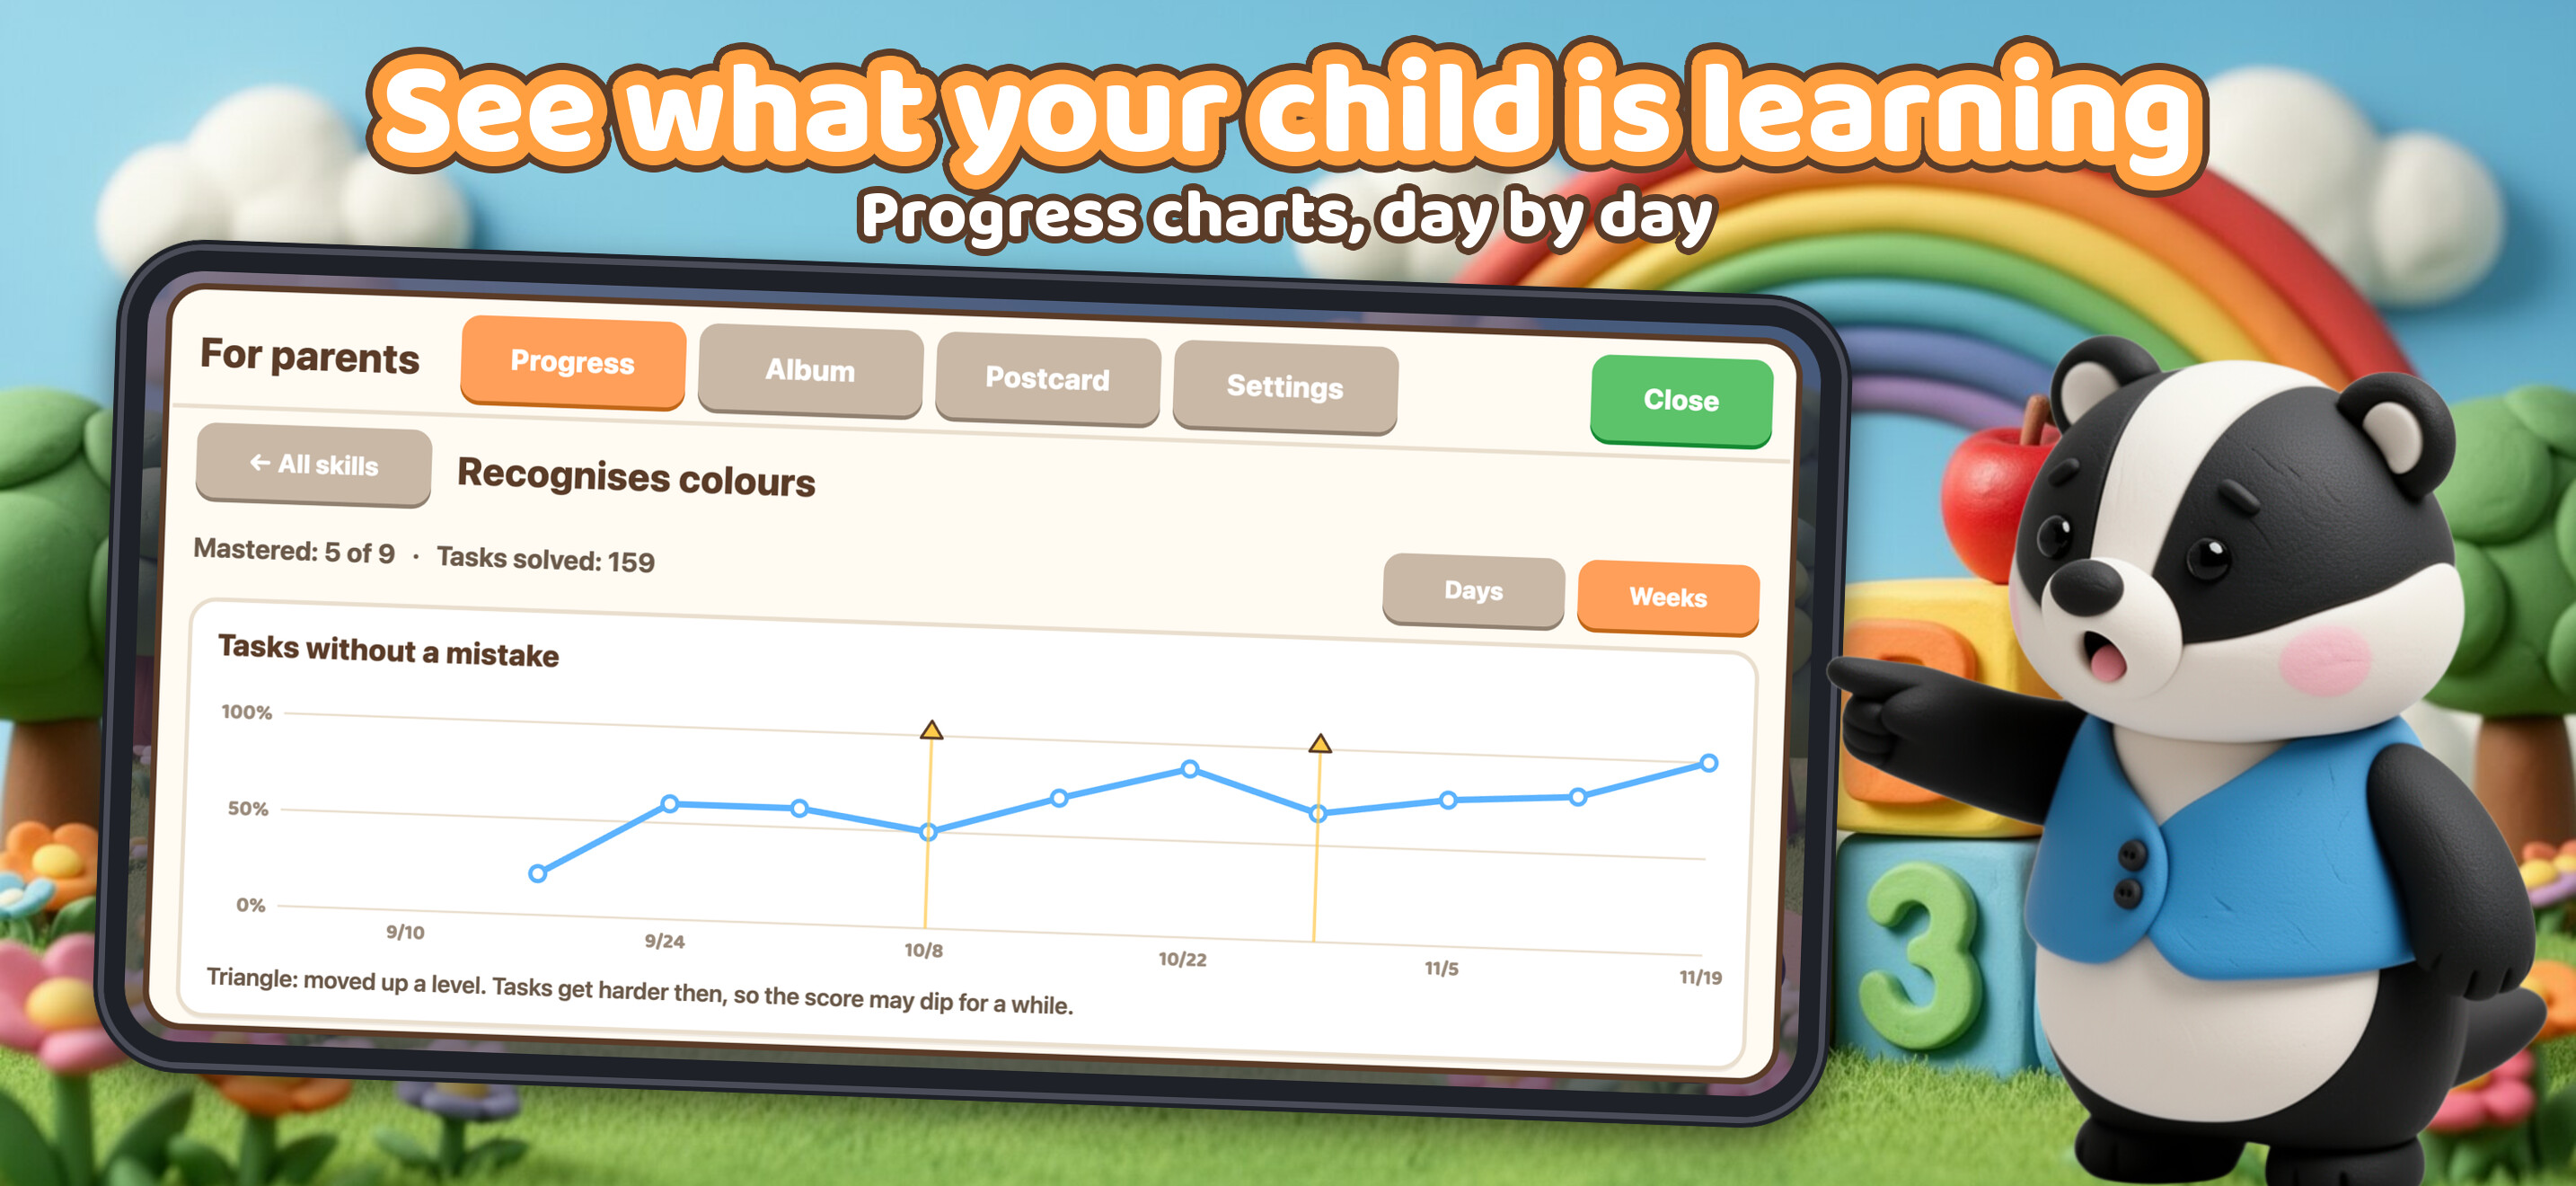 See what your child is learning
Progress charts, day by day
For parents
Progress
Album
Postcard
Settings
Close
← All skills
Recognises colours
Mastered: 5 of 9 · Tasks solved: 159
Days
Weeks
Tasks without a mistake
100%
50%
0%
9/10
9/24
10/8
10/22
11/5
11/19
Triangle: moved up a level. Tasks get harder then, so the score may dip for a while.
3